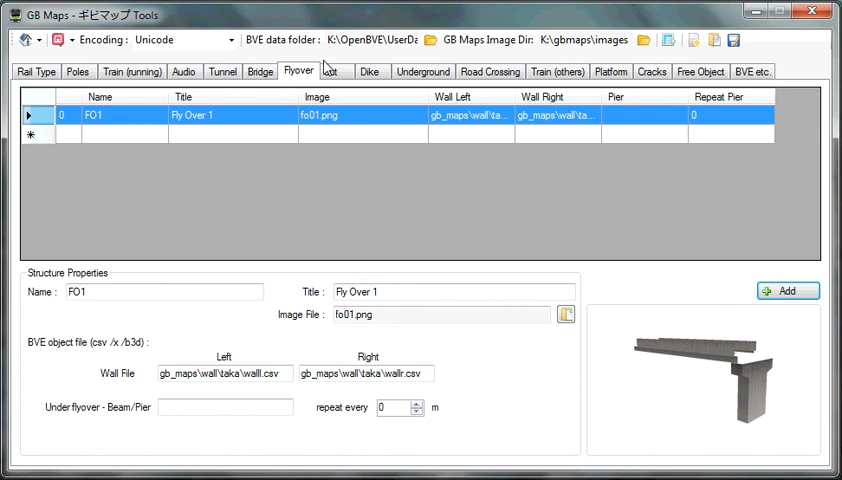 GB Maps - ギビマップ Tools
Encoding : Unicode BVE data folder : K:\OpenBVE\UserDa GB Maps Image Dir: K:\gbmaps\images
Rail Type Poles Train (running) Audio Tunnel Bridge Flyover Dike Underground Road Crossing Train (others) Platform Cracks Free Object BVE etc.
Name Title Image Wall Left Wall Right Pier Repeat Pier
0 FO1 Fly Over 1 fo01.png gb_maps\wall\ta... gb_maps\wall\ta... 0
Structure Properties
Name : FO1 Title : Fly Over 1
Add
Image File : fo01.png
BVE object file (csv /x /b3d) :
Left Right
Wall File gb_maps\wall\taka\walll.csv gb_maps\wall\taka\wallr.csv
Under flyover - Beam/Pier repeat every 0 m